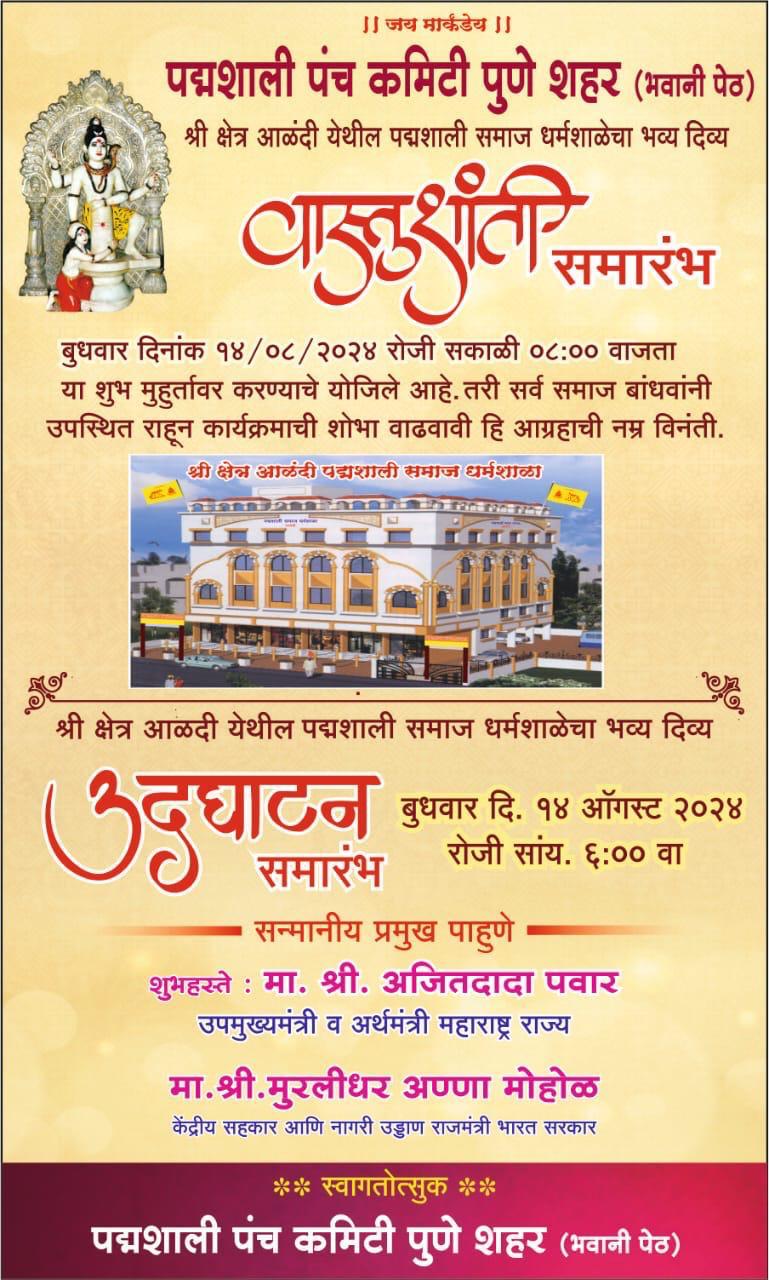 || जय मार्कंडेय ||
पद्मशाली पंच कमिटी पुणे शहर (भवानी पेठ)
श्री क्षेत्र आळंदी येथील पद्मशाली समाज धर्मशाळेचा भव्य दिव्य
वास्तुशांती
समारंभ
बुधवार दिनांक १४/०८/२०२४ रोजी सकाळी ०८:०० वाजता
या शुभ मुहुर्तावर करण्याचे योजिले आहे. तरी सर्व समाज बांधवांनी
उपस्थित राहून कार्यक्रमाची शोभा वाढवावी हि आग्रहाची नम्र विनंती.
श्री क्षेत्र आळंदी पद्मशाली समाज धर्मशाळा
श्री क्षेत्र आळदी येथील पद्मशाली समाज धर्मशाळेचा भव्य दिव्य
उदघाटन
समारंभ
बुधवार दि. १४ ऑगस्ट २०२४
रोजी सांय. ६:०० वा
सन्मानीय प्रमुख पाहुणे
शुभहस्ते : मा. श्री. अजितदादा पवार
उपमुख्यमंत्री व अर्थमंत्री महाराष्ट्र राज्य
मा.श्री.मुरलीधर अण्णा मोहोळ
केंद्रीय सहकार आणि नागरी उड्डाण राजमंत्री भारत सरकार
** स्वागतोत्सुक **
पद्मशाली पंच कमिटी पुणे शहर (भवानी पेठ)